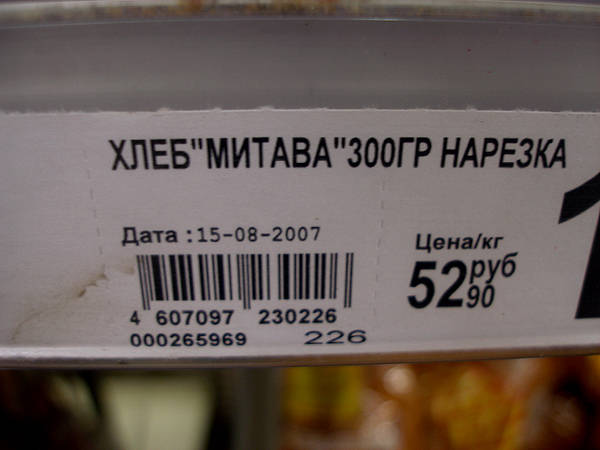 ХЛЕБ"МИТАВА"300ГР НАРЕЗКА
Дата :15-08-2007
Цена/кг
52 руб 90
4 607097 230226
000265969 226